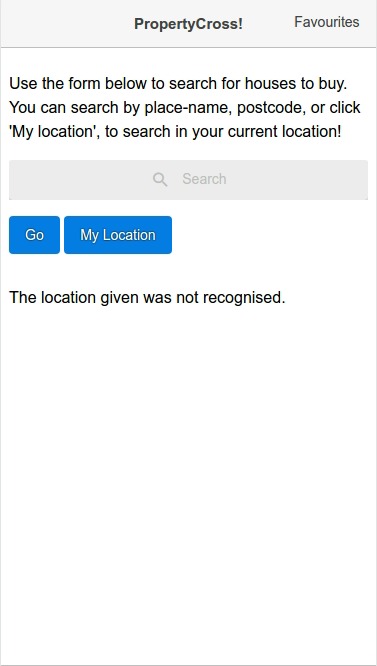 PropertyCross!
Favourites
Use the form below to search for houses to buy.
You can search by place-name, postcode, or click
'My location', to search in your current location!
Search
Go
My Location
The location given was not recognised.